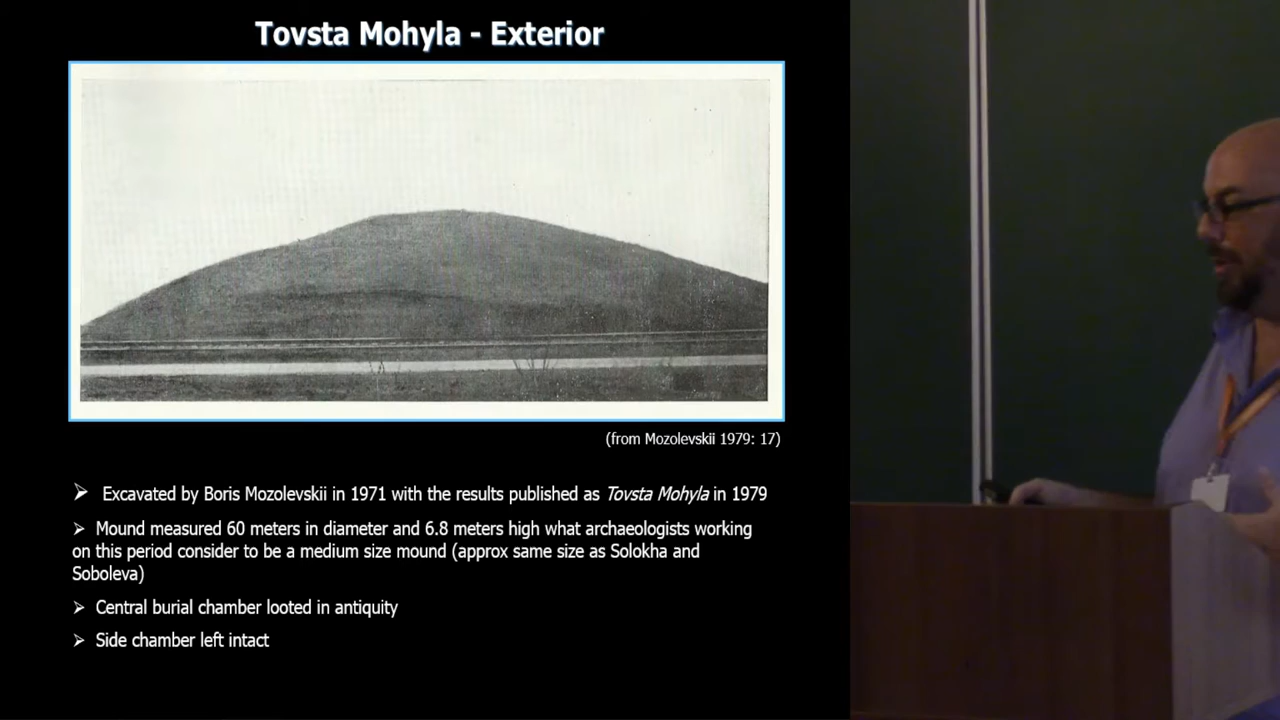 Tovsta Mohyla - Exterior
(from Mozolevskii 1979: 17)
➢ Excavated by Boris Mozolevskii in 1971 with the results published as Tovsta Mohyla in 1979
➢ Mound measured 60 meters in diameter and 6.8 meters high what archaeologists working
on this period consider to be a medium size mound (approx same size as Solokha and
Soboleva)
➢ Central burial chamber looted in antiquity
➢ Side chamber left intact